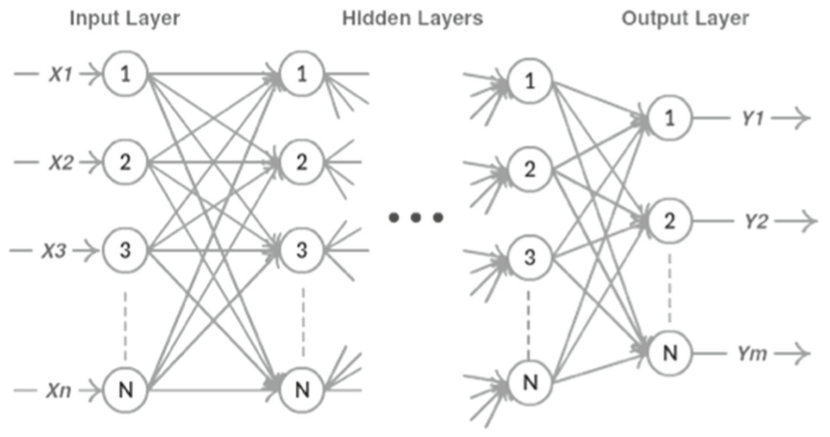 Input Layer Hidden Layers Output Layer
X1 1 1 1
1 Y1
X2 2 2 2
2 Y2
X3 3 3 3
N Ym
Xn N N N